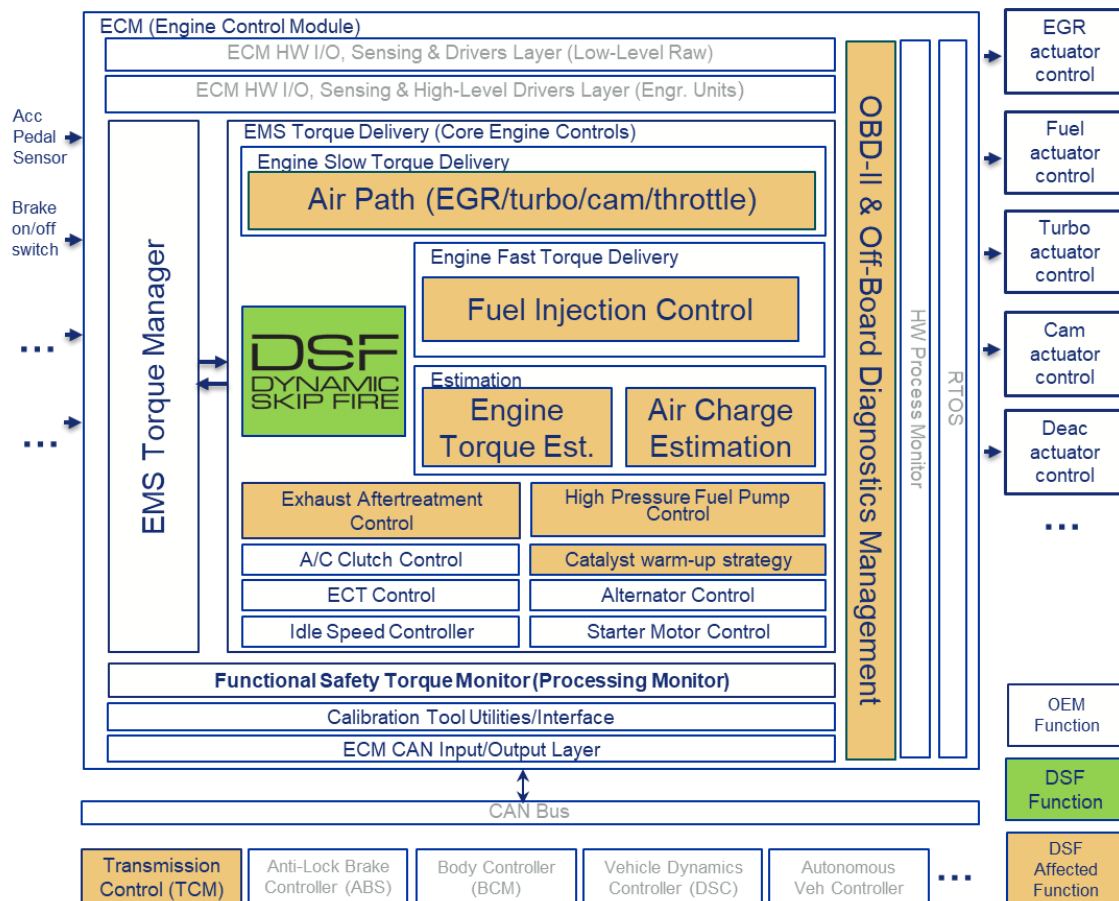 ECM (Engine Control Module)
ECM HW I/O, Sensing & Drivers Layer (Low-Level Raw)
ECM HW I/O, Sensing & High-Level Drivers Layer (Engr. Units)
Acc
Pedal
Sensor
Brake
on/off
switch
...
...
EMS Torque Manager
EMS Torque Delivery (Core Engine Controls)
Engine Slow Torque Delivery
Air Path (EGR/turbo/cam/throttle)
Engine Fast Torque Delivery
Fuel Injection Control
DSF
DYNAMIC
SKIP FIRE
Estimation
Engine
Torque Est.
Air Charge
Estimation
Exhaust Aftertreatment
Control
High Pressure Fuel Pump
Control
A/C Clutch Control
Catalyst warm-up strategy
ECT Control
Alternator Control
Idle Speed Controller
Starter Motor Control
Functional Safety Torque Monitor (Processing Monitor)
Calibration Tool Utilities/Interface
ECM CAN Input/Output Layer
OBD-II & Off-Board Diagnostics Management
HW Process Monitor
RTOS
EGR
actuator
control
Fuel
actuator
control
Turbo
actuator
control
Cam
actuator
control
Deac
actuator
control
...
CAN Bus
Transmission
Control (TCM)
Anti-Lock Brake
Controller (ABS)
Body Controller
(BCM)
Vehicle Dynamics
Controller (DSC)
Autonomous
Veh Controller
...
OEM
Function
DSF
Function
DSF
Affected
Function